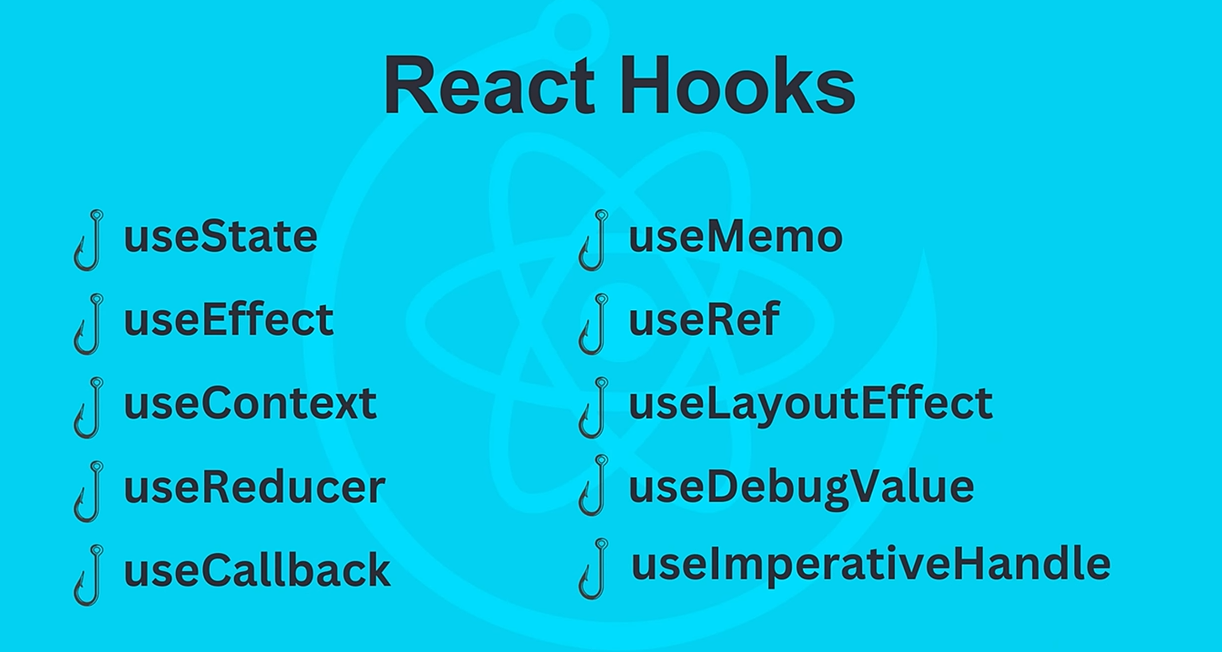 React Hooks
useState
useEffect
useContext
useReducer
useCallback
useMemo
useRef
useLayoutEffect
useDebugValue
useImperativeHandle